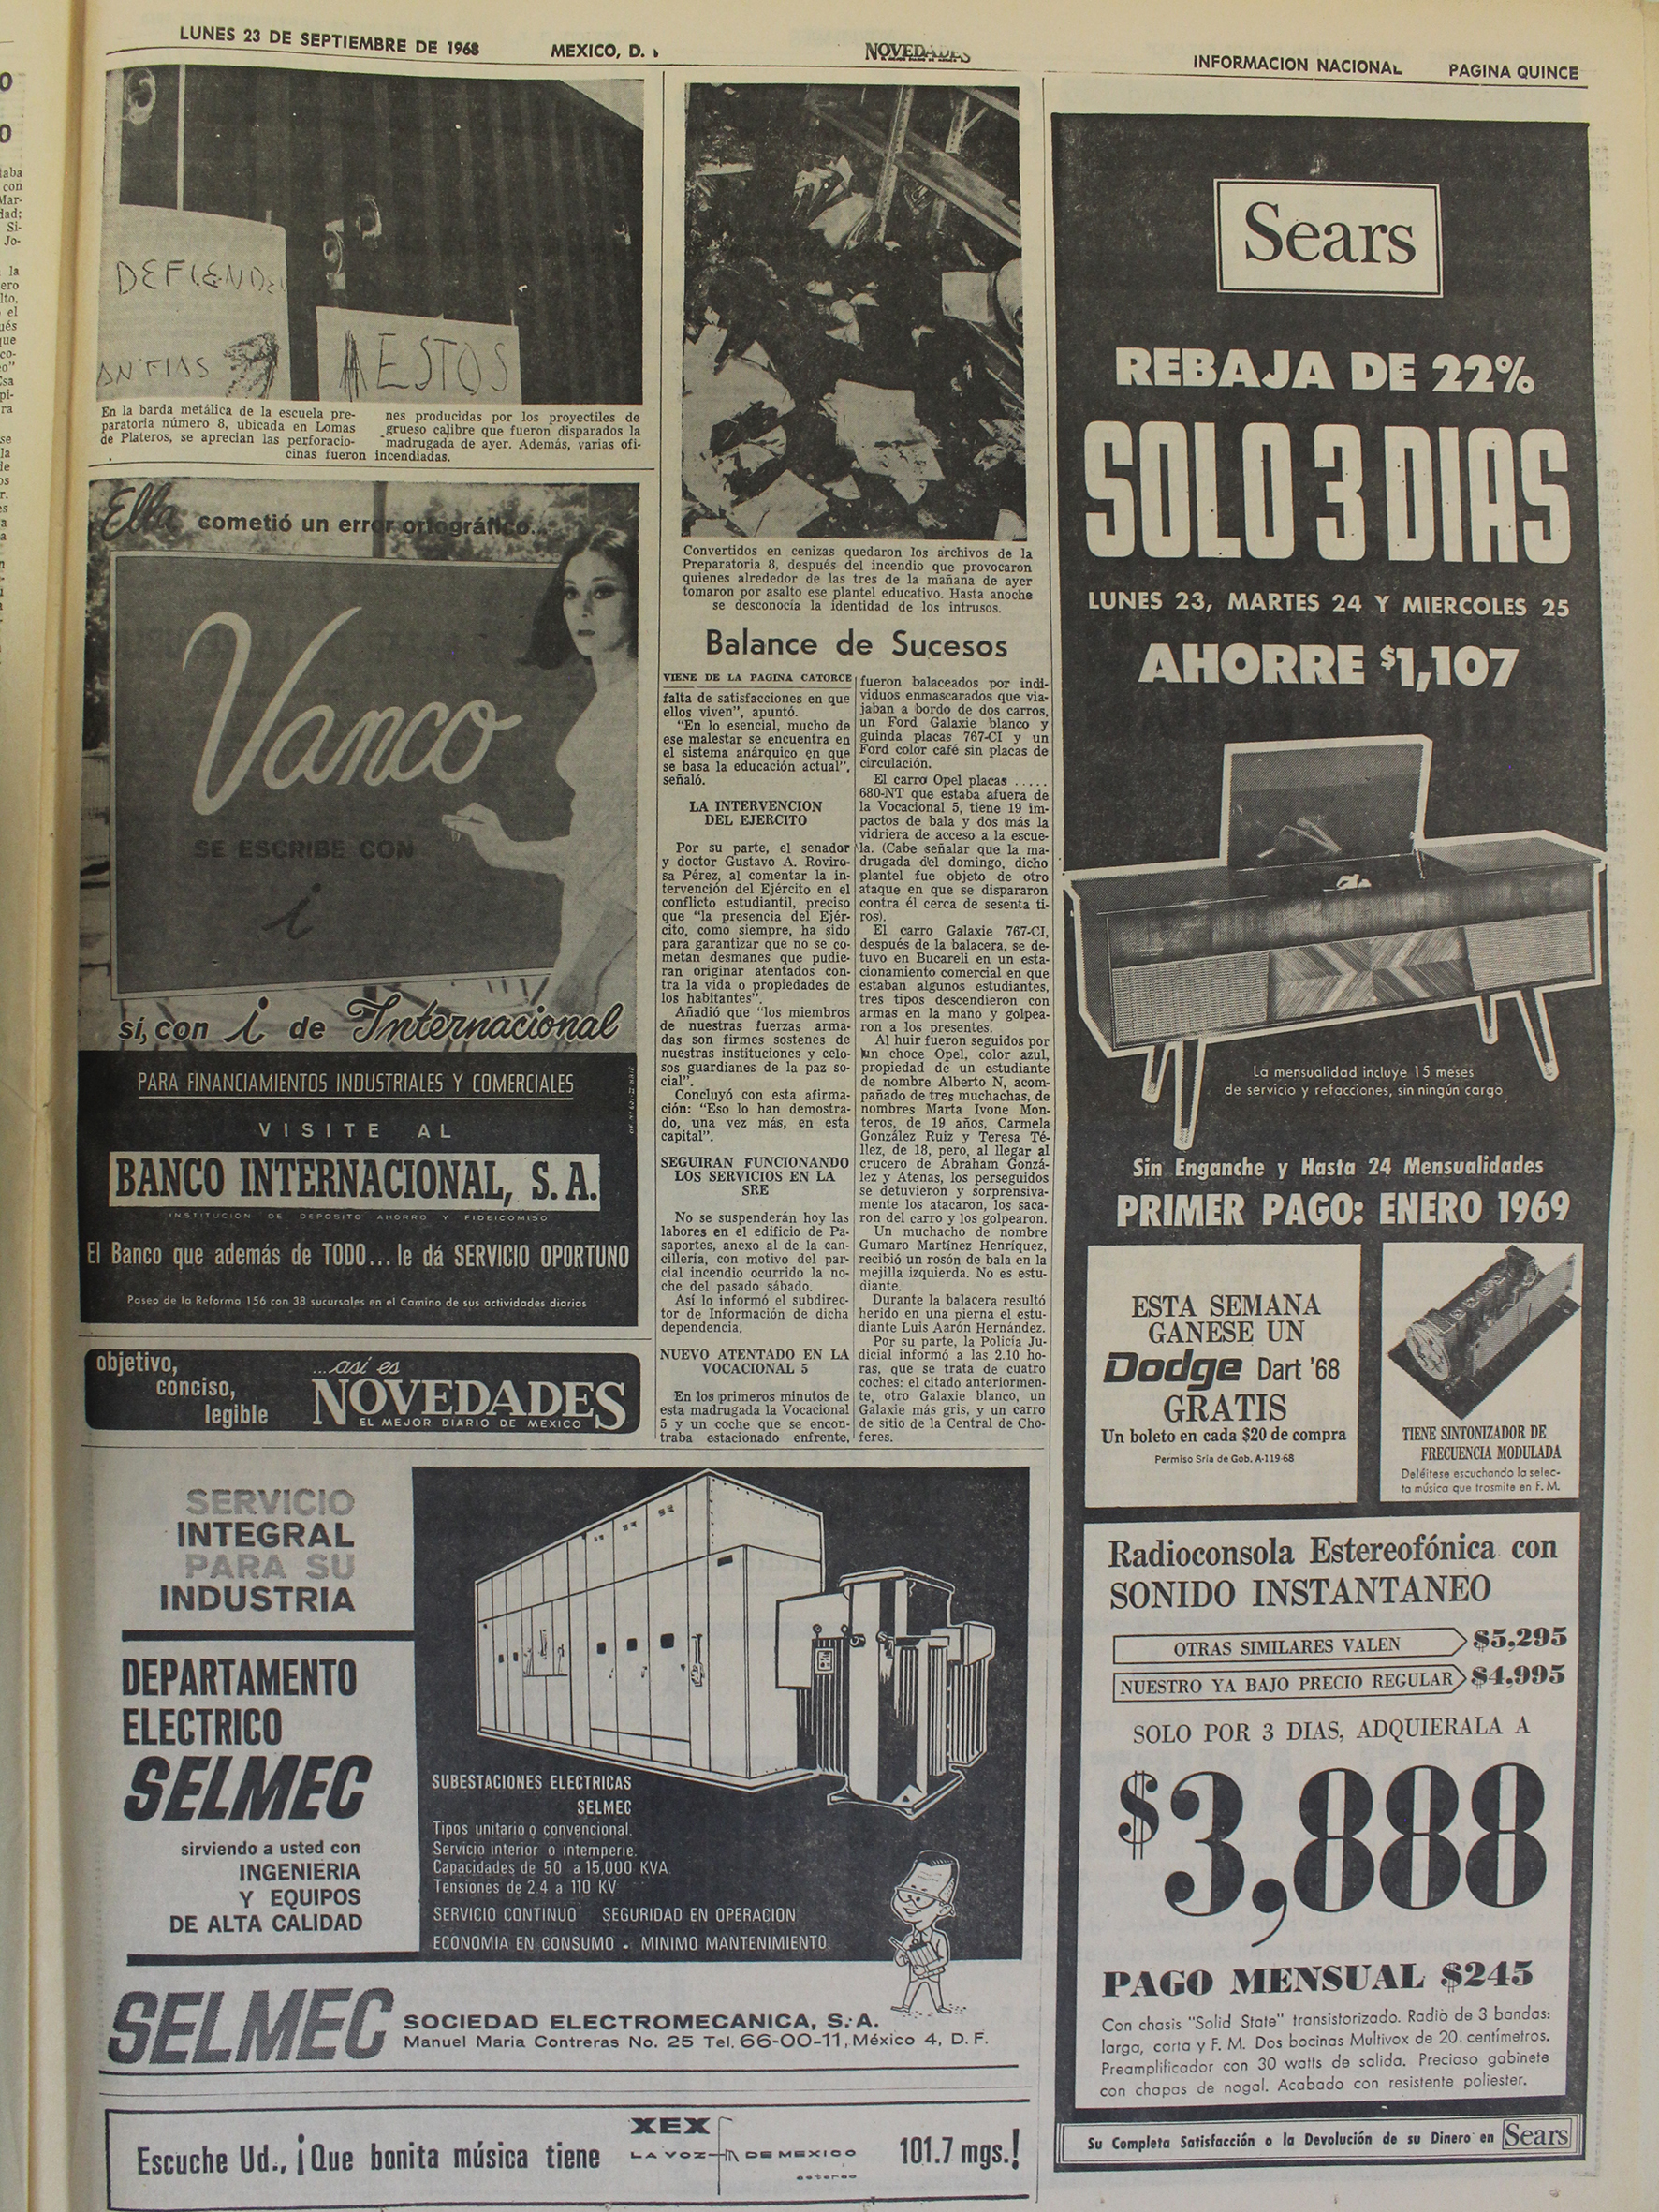 LUNES 23 DE SEPTIEMBRE DE 1968
MEXICO, D.
NOVEDADES
INFORMACION NACIONAL
PAGINA QUINCE
DEFIENDE
ANTIAS
AESTOS
En la barda metálica de la escuela pre-
paratoria número 8, ubicada en Lomas
de Plateros, se aprecian las perforacio-
nes producidas por los proyectiles de
grueso calibre que fueron disparados la
madrugada de ayer. Además, varias ofi-
cinas fueron incendiadas.
Ella cometió un error ortográfico...
Vanco
SE ESCRIBE CON
i
sí, con i de Internacional
PARA FINANCIAMIENTOS INDUSTRIALES Y COMERCIALES
VISITE AL
BANCO INTERNACIONAL, S. A.
INSTITUCION DE DEPOSITO AHORRO Y FIDEICOMISO
El Banco que además de TODO... le dá SERVICIO OPORTUNO
Paseo de la Reforma 156 con 38 sucursales en el Camino de sus actividades diarias
objetivo,
conciso,
legible
...así es
NOVEDADES
EL MEJOR DIARIO DE MEXICO
Convertidos en cenizas quedaron los archivos de la
Preparatoria 8, después del incendio que provocaron
quienes alrededor de las tres de la mañana de ayer
tomaron por asalto ese plantel educativo. Hasta anoche
se desconocía la identidad de los intrusos.
Balance de Sucesos
VIENE DE LA PAGINA CATORCE
falta de satisfacciones en que
ellos viven", apuntó.
"En lo esencial, mucho de
ese malestar se encuentra en
el sistema anárquico en que
se basa la educación actual",
señaló.
LA INTERVENCION
DEL EJERCITO
Por su parte, el senador
y doctor Gustavo A. Roviro-
sa Pérez, al comentar la in-
tervención del Ejército en el
conflicto estudiantil, preciso
que "la presencia del Ejér-
cito, como siempre, ha sido
para garantizar que no se co-
metan desmanes que pudie-
ran originar atentados con-
tra la vida o propiedades de
los habitantes".
Añadió que "los miembros
de nuestras fuerzas arma-
das son firmes sostenes de
nuestras instituciones y celo-
sos guardianes de la paz so-
cial".
Concluyó con esta afirma-
ción: "Eso lo han demostra-
do, una vez más, en esta
capital".
SEGUIRAN FUNCIONANDO
LOS SERVICIOS EN LA
SRE
No se suspenderán hoy las
labores en el edificio de Pa-
saportes, anexo al de la can-
cillería, con motivo del par-
cial incendio ocurrido la no-
che del pasado sábado.
Así lo informó el subdirec-
tor de Información de dicha
dependencia.
NUEVO ATENTADO EN LA
VOCACIONAL 5
En los primeros minutos de
esta madrugada la Vocacional
5 y un coche que se encon-
traba estacionado enfrente,
fueron balaceados por indi-
viduos enmascarados que via-
jaban a bordo de dos carros,
un Ford Galaxie blanco y
guinda placas 767-CI y un
Ford color café sin placas de
circulación.
El carro Opel placas .....
680-NT que estaba afuera de
la Vocacional 5, tiene 19 im-
pactos de bala y dos más la
vidriera de acceso a la escue-
la. (Cabe señalar que la ma-
drugada del domingo, dicho
plantel fue objeto de otro
ataque en que se dispararon
contra él cerca de sesenta ti-
ros).
El carro Galaxie 767-CI,
después de la balacera, se de-
tuvo en Bucareli en un esta-
cionamiento comercial en que
estaban algunos estudiantes,
tres tipos descendieron con
armas en la mano y golpea-
ron a los presentes.
Al huir fueron seguidos por
un choce Opel, color azul,
propiedad de un estudiante
de nombre Alberto N, acom-
pañado de tres muchachas, de
nombres Marta Ivone Mon-
teros, de 19 años, Carmela
González Ruiz y Teresa Té-
llez, de 18, pero, al llegar al
crucero de Abraham Gonzá-
lez y Atenas, los perseguidos
se detuvieron y sorprensiva-
mente los atacaron, los saca-
ron del carro y los golpearon.
Un muchacho de nombre
Gumaro Martínez Henríquez,
recibió un rosón de bala en la
mejilla izquierda. No es estu-
diante.
Durante la balacera resultó
herido en una pierna el estu-
diante Luis Aarón Hernández.
Por su parte, la Policía Ju-
dicial informó a las 2.10 ho-
ras, que se trata de cuatro
coches: el citado anteriormen-
te, otro Galaxie blanco, un
Galaxie más gris, y un carro
de sitio de la Central de Cho-
feres.
SERVICIO
INTEGRAL
PARA SU
INDUSTRIA
DEPARTAMENTO
ELECTRICO
SELMEC
sirviendo a usted con
INGENIERIA
Y EQUIPOS
DE ALTA CALIDAD
SUBESTACIONES ELECTRICAS
SELMEC
Tipos unitario o convencional.
Servicio interior o intemperie.
Capacidades de 50 a 15,000 KVA.
Tensiones de 2.4 a 110 KV
SERVICIO CONTINUO SEGURIDAD EN OPERACION
ECONOMIA EN CONSUMO - MINIMO MANTENIMIENTO
SELMEC
SOCIEDAD ELECTROMECANICA, S.A.
Manuel Maria Contreras No. 25 Tel. 66-00-11, México 4, D. F.
Escuche Ud., ¡Que bonita música tiene
XEX
LA VOZ DE MEXICO
estereo
101.7 mgs.!
Sears
REBAJA DE 22%
SOLO 3 DIAS
LUNES 23, MARTES 24 Y MIERCOLES 25
AHORRE $1,107
La mensualidad incluye 15 meses
de servicio y refacciones, sin ningún cargo
Sin Enganche y Hasta 24 Mensualidades
PRIMER PAGO: ENERO 1969
ESTA SEMANA
GANESE UN
Dodge Dart '68
GRATIS
Un boleto en cada $20 de compra
Permiso Sria de Gob. A-119-68
TIENE SINTONIZADOR DE
FRECUENCIA MODULADA
Deléitese escuchando la selec-
ta música que trasmite en F. M.
Radioconsola Estereofónica con
SONIDO INSTANTANEO
OTRAS SIMILARES VALEN $5,295
NUESTRO YA BAJO PRECIO REGULAR $4,995
SOLO POR 3 DIAS, ADQUIERALA A
$3,888
PAGO MENSUAL $245
Con chasis "Solid State" transistorizado. Radio de 3 bandas:
larga, corta y F. M. Dos bocinas Multivox de 20 centímetros.
Preamplificador con 30 watts de salida. Precioso gabinete
con chapas de nogal. Acabado con resistente poliester.
Su Completa Satisfacción o la Devolución de su Dinero en Sears